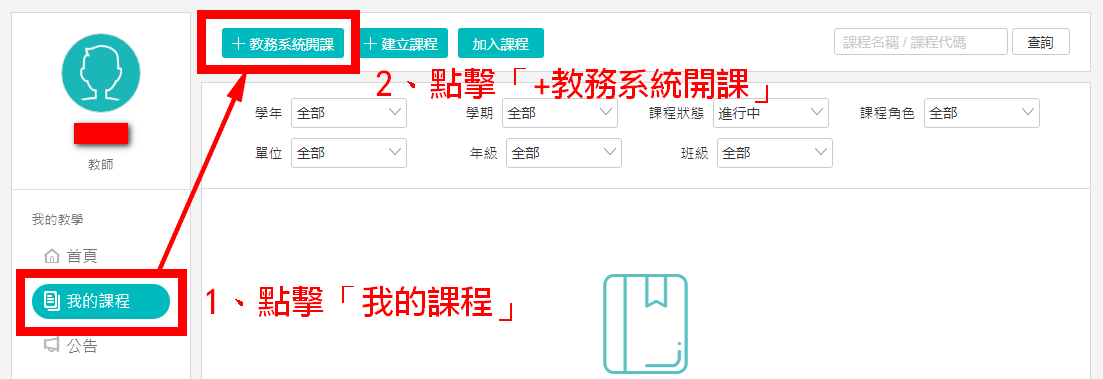 + 教務系統開課
+ 建立課程
加入課程
課程名稱 / 課程代碼
查詢
2、點擊「+教務系統開課」
學年 全部
學期 全部
課程狀態 進行中
課程角色 全部
單位 全部
年級 全部
班級 全部
教師
我的教學
首頁
我的課程
1、點擊「我的課程」
公告